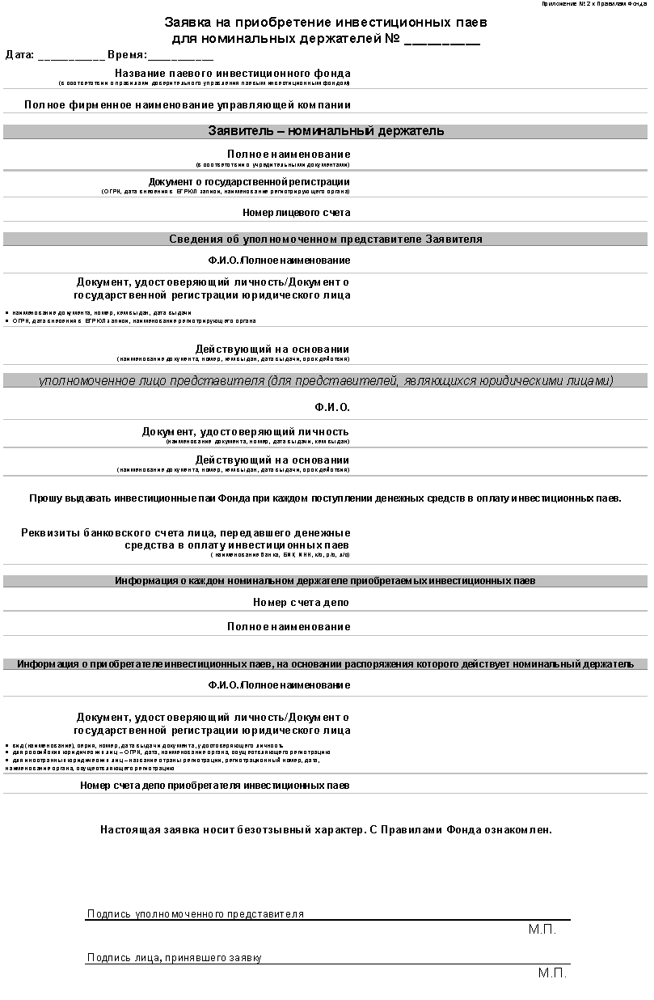 Приложение № 2 к Правилам Фонда
Заявка на приобретение инвестиционных паев
для номинальных держателей № ___________
Дата: ___________ Время:___________
Название паевого инвестиционного фонда
(в соответствии с правилами доверительного управления паевым инвестиционным фондом)
Полное фирменное наименование управляющей компании
Заявитель – номинальный держатель
Полное наименование
(в соответствии с учредительными документами)
Документ о государственной регистрации
(ОГРН, дата внесения в ЕГРЮЛ записи, наименование регистрирующего органа)
Номер лицевого счета
Сведения об уполномоченном представителе Заявителя
Ф.И.О./Полное наименование
Документ, удостоверяющий личность/Документ о
государственной регистрации юридического лица
• наименование документа, номер, кем выдан, дата выдачи
• ОГРН, дата внесения в ЕГРЮЛ записи, наименование регистрирующего органа
Действующий на основании
(наименование документа, номер, кем выдан, дата выдачи, срок действия)
уполномоченное лицо представителя (для представителей, являющихся юридическими лицами)
Ф.И.О.
Документ, удостоверяющий личность
(наименование документа, номер, дата выдачи, кем выдан)
Действующий на основании
(наименование документа, номер, кем выдан, дата выдачи, срок действия)
Прошу выдавать инвестиционные паи Фонда при каждом поступлении денежных средств в оплату инвестиционных паев.
Реквизиты банковского счета лица, передавшего денежные
средства в оплату инвестиционных паев
( наименование банка, БИК, ИНН, к/с, р/с, л/с)
Информация о каждом номинальном держателе приобретаемых инвестиционных паев
Номер счета депо
Полное наименование
Информация о приобретателе инвестиционных паев, на основании распоряжения которого действует номинальный держатель
Ф.И.О./Полное наименование
Документ, удостоверяющий личность/Документ о
государственной регистрации юридического лица
• вид (наименование), серия, номер, дата выдачи документа, удостоверяющего личность
• для российских юридических лиц – ОГРН, дата, наименование органа, осуществляющего регистрацию
• для иностранных юридических лиц – название страны регистрации, регистрационный номер, дата,
наименование органа, осуществляющего регистрацию
Номер счета депо приобретателя инвестиционных паев
Настоящая заявка носит безотзывный характер. С Правилами Фонда ознакомлен.
Подпись уполномоченного представителя
М.П.
Подпись лица, принявшего заявку
М.П.